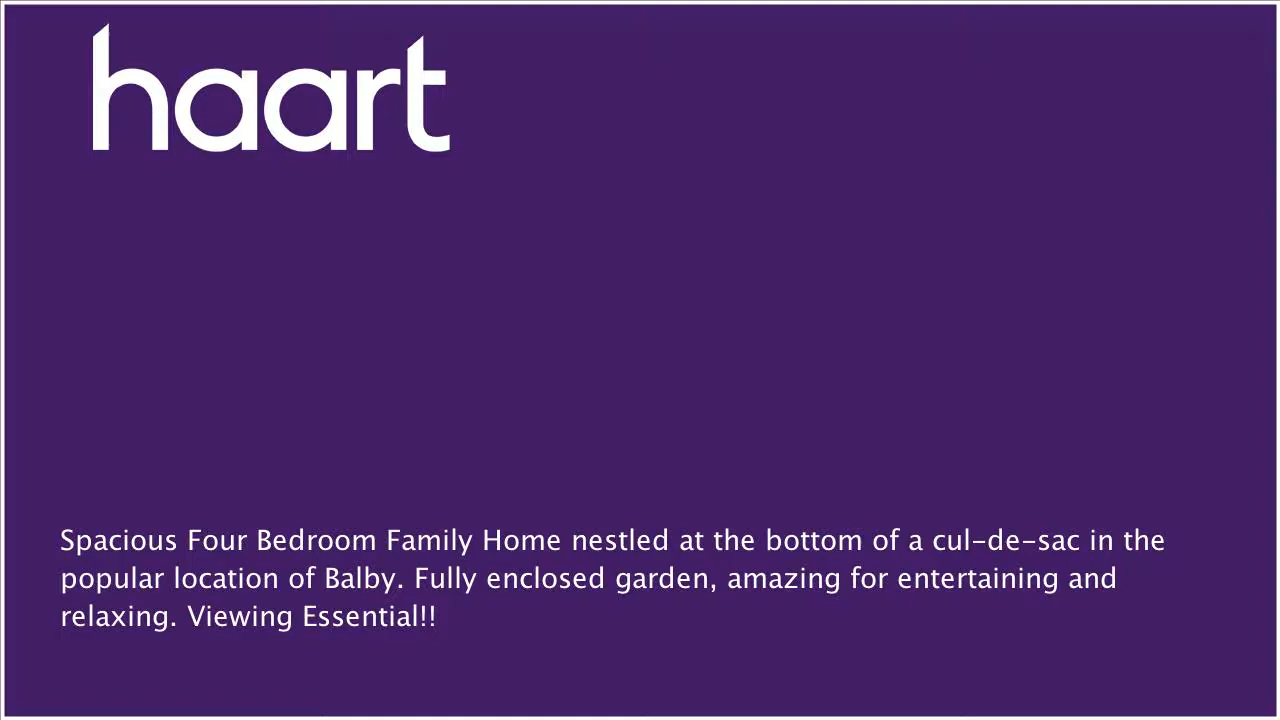 haart
Spacious Four Bedroom Family Home nestled at the bottom of a cul-de-sac in the
popular location of Balby. Fully enclosed garden, amazing for entertaining and
relaxing. Viewing Essential!!